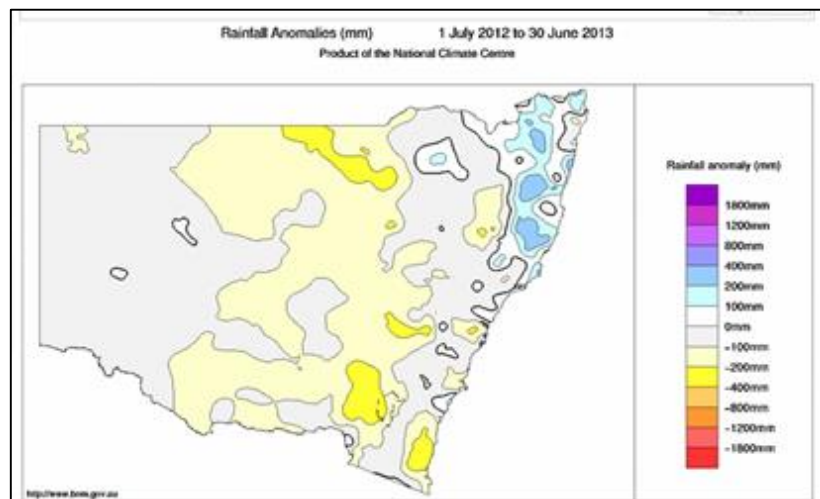 Rainfall Anomalies (mm) 1 July 2012 to 30 June 2013
Product of the National Climate Centre
Rainfall anomaly (mm)
1800mm
1200mm
800mm
400mm
200mm
100mm
0mm
-100mm
-200mm
-400mm
-800mm
-1200mm
-1800mm
http://www.bom.gov.au